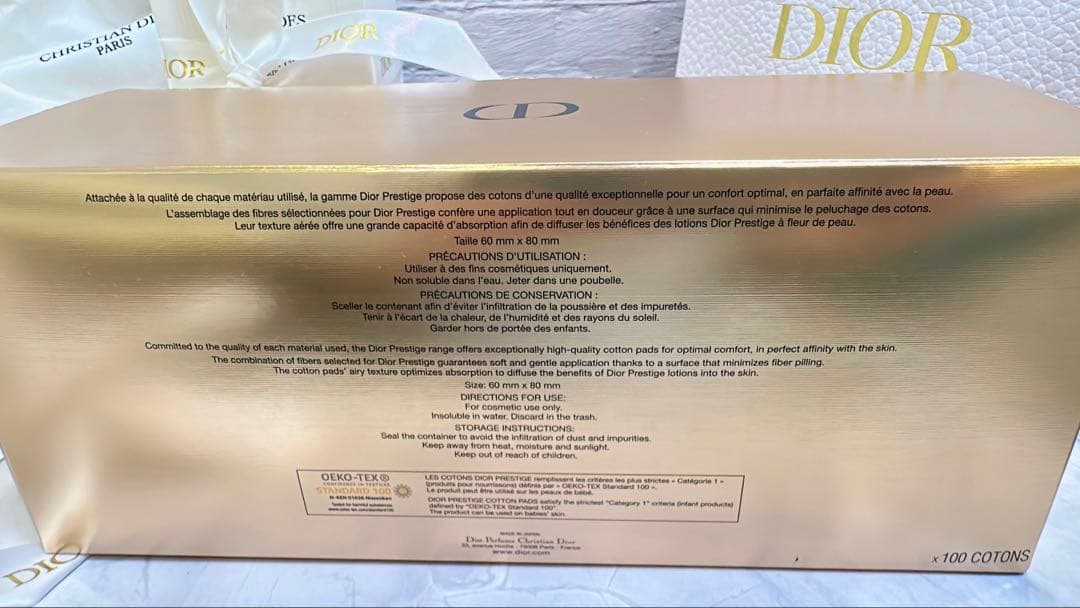 CHRISTIAN DI
PARIS
DIOR
DIOR
CD
Attachée à la qualité de chaque matériau utilisé, la gamme Dior Prestige propose des cotons d'une qualité exceptionnelle pour un confort optimal, en parfaite affinité avec la peau.
L'assemblage des fibres sélectionnées pour Dior Prestige confère une application tout en douceur grâce à une surface qui minimise le peluchage des cotons.
Leur texture aérée offre une grande capacité d'absorption afin de diffuser les bénéfices des lotions Dior Prestige à fleur de peau.
Taille 60 mm x 80 mm
PRÉCAUTIONS D'UTILISATION :
Utiliser à des fins cosmétiques uniquement.
Non soluble dans l'eau. Jeter dans une poubelle.
PRÉCAUTIONS DE CONSERVATION :
Sceller le contenant afin d'éviter l'infiltration de la poussière et des impuretés.
Tenir à l'écart de la chaleur, de l'humidité et des rayons du soleil.
Garder hors de portée des enfants.
Committed to the quality of each material used, the Dior Prestige range offers exceptionally high-quality cotton pads for optimal comfort, in perfect affinity with the skin.
The combination of fibers selected for Dior Prestige guarantees soft and gentle application thanks to a surface that minimizes fiber pilling.
The cotton pads' airy texture optimizes absorption to diffuse the benefits of Dior Prestige lotions into the skin.
Size: 60 mm x 80 mm
DIRECTIONS FOR USE:
For cosmetic use only.
Insoluble in water. Discard in the trash.
STORAGE INSTRUCTIONS:
Seal the container to avoid the infiltration of dust and impurities.
Keep away from heat, moisture and sunlight.
Keep out of reach of children.
OEKO-TEX®
CONFIDENCE IN TEXTILES
STANDARD 100
Tested for harmful substances
LES COTONS DIOR PRESTIGE remplissent les critères les plus strictes « Catégorie 1 »
(produits pour nourrissons) définis par « OEKO-TEX Standard 100 ».
Le produit peut être utilisé sur les peaux de bébé.
DIOR PRESTIGE COTTON PADS satisfy the strictest "Category 1" criteria (infant products)
defined by "OEKO-TEX Standard 100".
The product can be used on babies' skin.
MADE IN JAPAN
Dist. Parfums Christian Dior
33, avenue Hoche - 75008 Paris - France
www.dior.com
x 100 COTONS